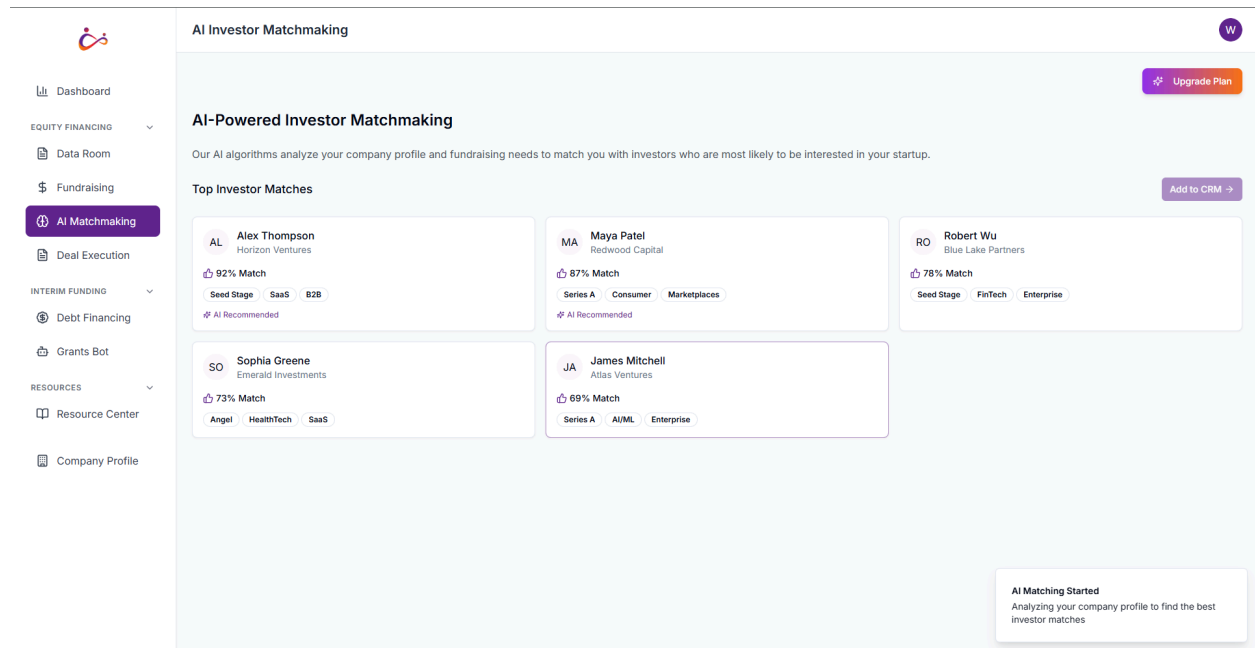 AI Investor Matchmaking
W
Dashboard
EQUITY FINANCING
Data Room
Fundraising
AI Matchmaking
Deal Execution
INTERIM FUNDING
Debt Financing
Grants Bot
RESOURCES
Resource Center
Company Profile
Upgrade Plan
AI-Powered Investor Matchmaking
Our AI algorithms analyze your company profile and fundraising needs to match you with investors who are most likely to be interested in your startup.
Top Investor Matches
Add to CRM →
AL
Alex Thompson
Horizon Ventures
92% Match
Seed Stage SaaS B2B
AI Recommended
MA
Maya Patel
Redwood Capital
87% Match
Series A Consumer Marketplaces
AI Recommended
RO
Robert Wu
Blue Lake Partners
78% Match
Seed Stage FinTech Enterprise
SO
Sophia Greene
Emerald Investments
73% Match
Angel HealthTech SaaS
JA
James Mitchell
Atlas Ventures
69% Match
Series A AI/ML Enterprise
AI Matching Started
Analyzing your company profile to find the best
investor matches